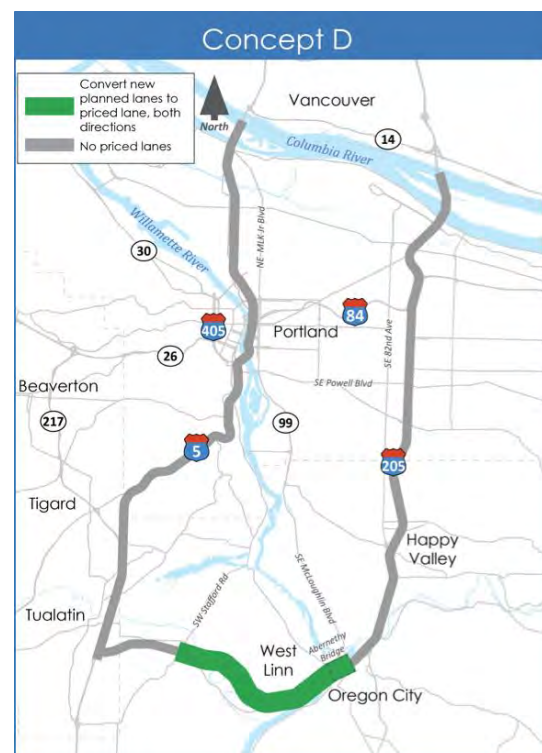 Concept D
Convert new
planned lanes to
priced lane, both
directions
No priced lanes
North
Vancouver
14
Columbia River
Willamette River
NE MLK Jr Blvd
30
405
84
Portland
SE 82nd Ave
26
Beaverton
SE Powell Blvd
217
99
5
205
Tigard
Happy
Valley
SW Stafford Rd
SE McLoughlin Blvd
Tualatin
Abernethy
Bridge
West
Linn
Oregon City